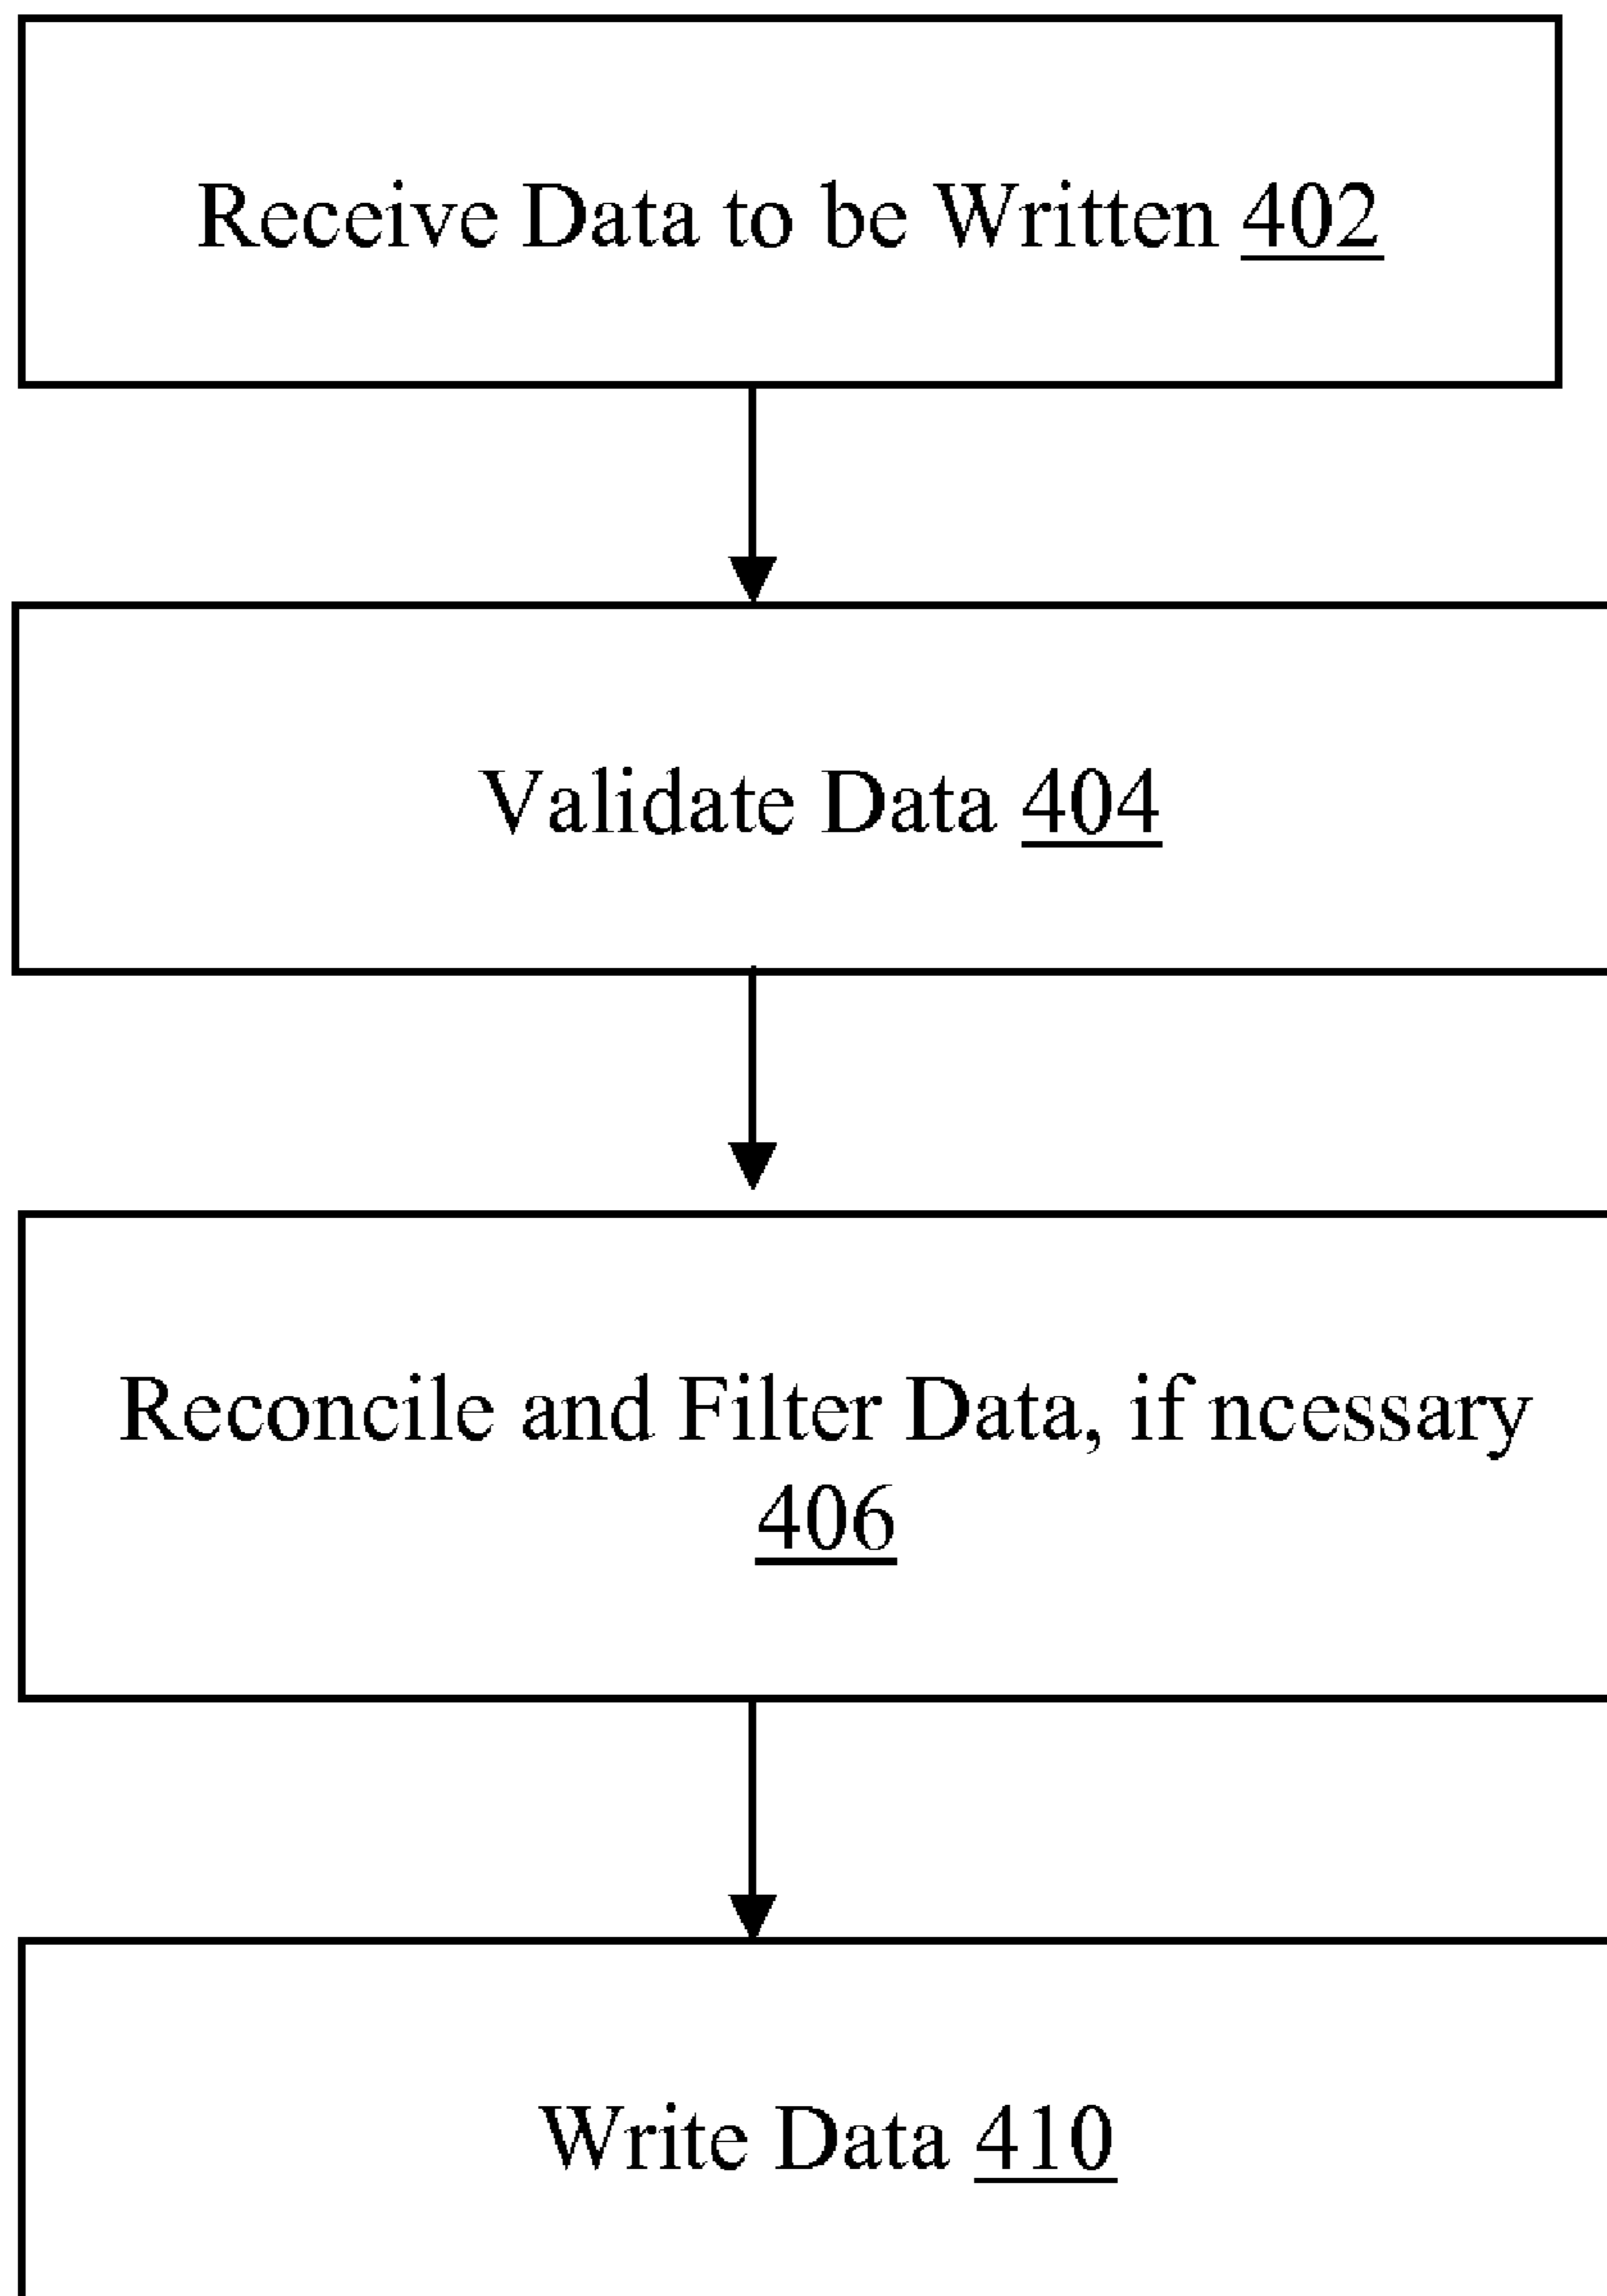 Receive Data to be Written 402
Validate Data 404
Reconcile and Filter Data, if ncessary
406
Write Data 410